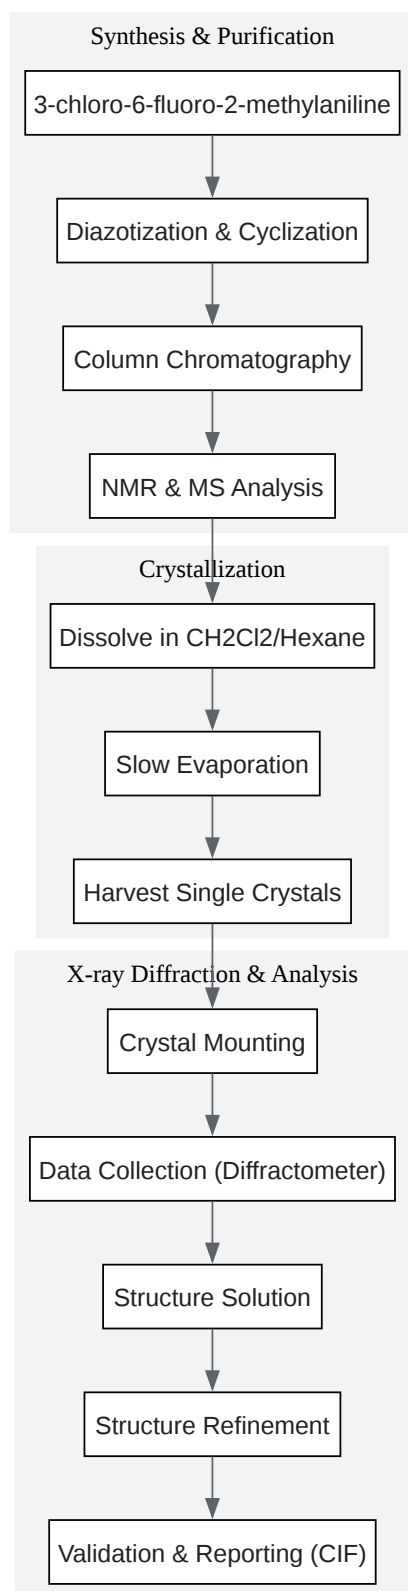 Synthesis & Purification
3-chloro-6-fluoro-2-methylaniline
Diazotization & Cyclization
Column Chromatography
NMR & MS Analysis
Crystallization
Dissolve in CH2Cl2/Hexane
Slow Evaporation
Harvest Single Crystals
X-ray Diffraction & Analysis
Crystal Mounting
Data Collection (Diffractometer)
Structure Solution
Structure Refinement
Validation & Reporting (CIF)